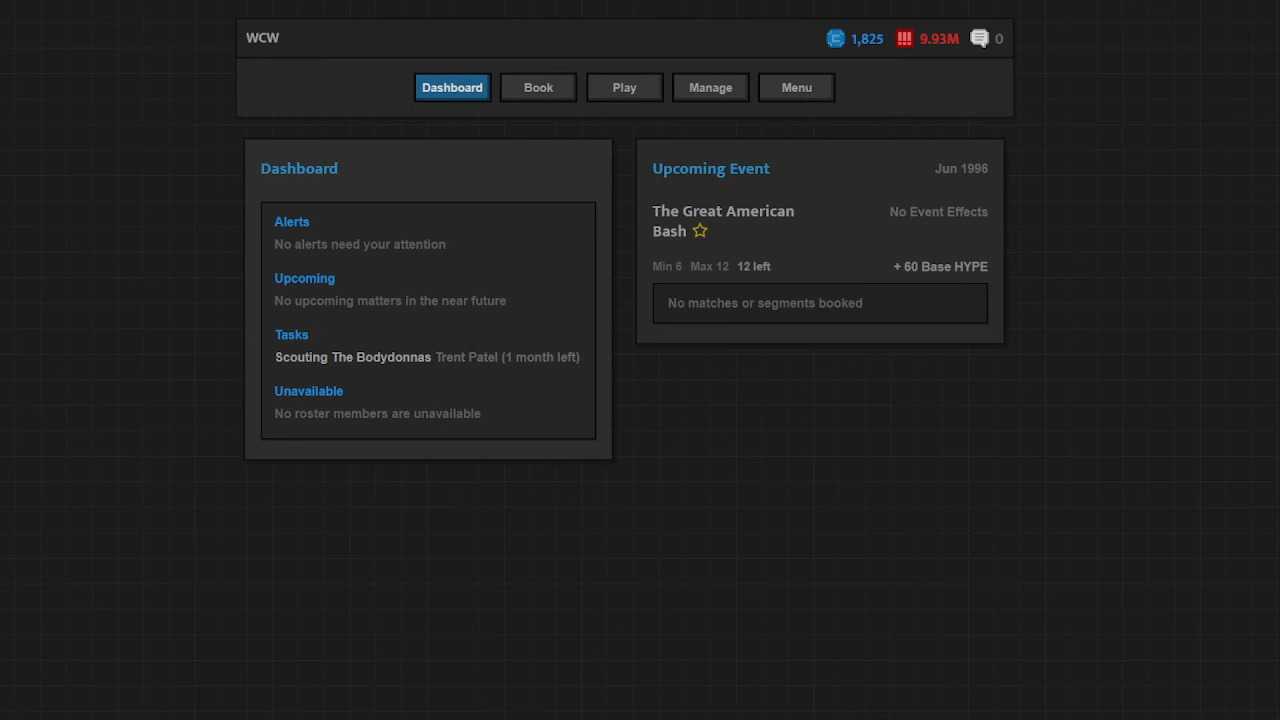 WCW
1,825 9.93M 0
Dashboard Book Play Manage Menu
Dashboard
Alerts
No alerts need your attention
Upcoming
No upcoming matters in the near future
Tasks
Scouting The Bodydonnas Trent Patel (1 month left)
Unavailable
No roster members are unavailable
Upcoming Event Jun 1996
The Great American No Event Effects
Bash
Min 6 Max 12 12 left + 60 Base HYPE
No matches or segments booked